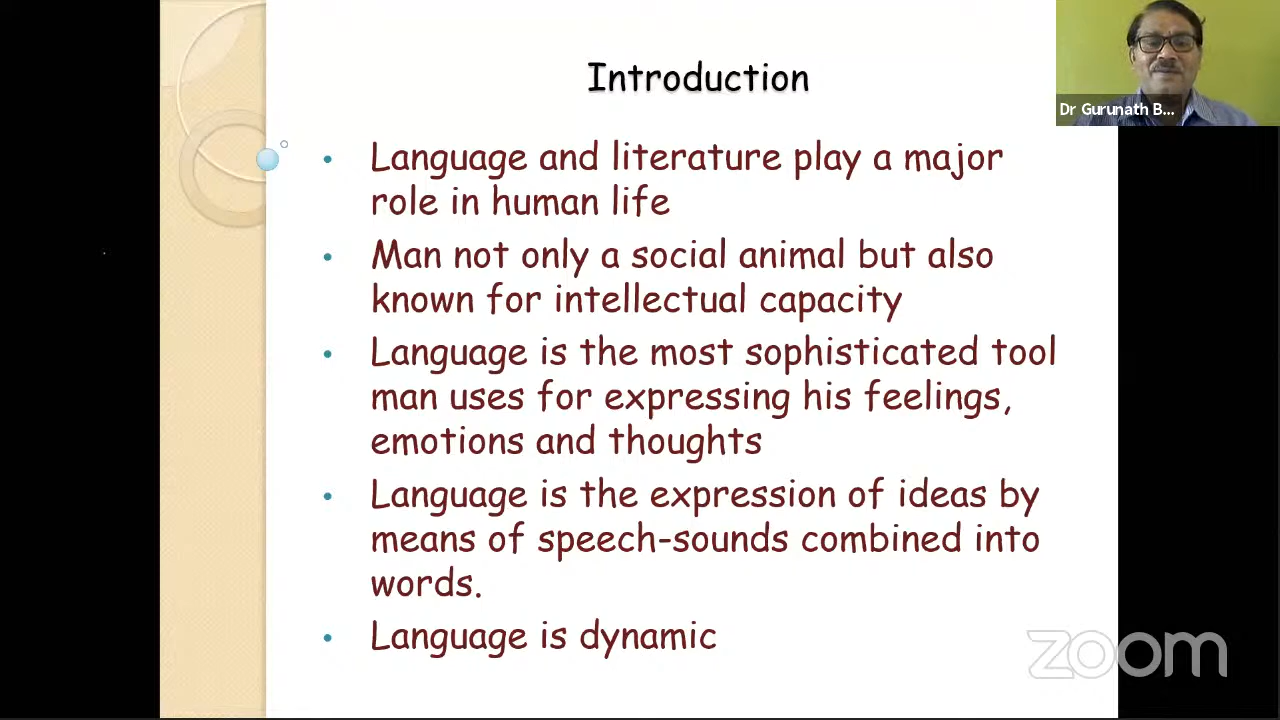 Introduction
Dr Gurunath B...
• Language and literature play a major
role in human life
• Man not only a social animal but also
known for intellectual capacity
• Language is the most sophisticated tool
man uses for expressing his feelings,
emotions and thoughts
• Language is the expression of ideas by
means of speech-sounds combined into
words.
• Language is dynamic
zoom